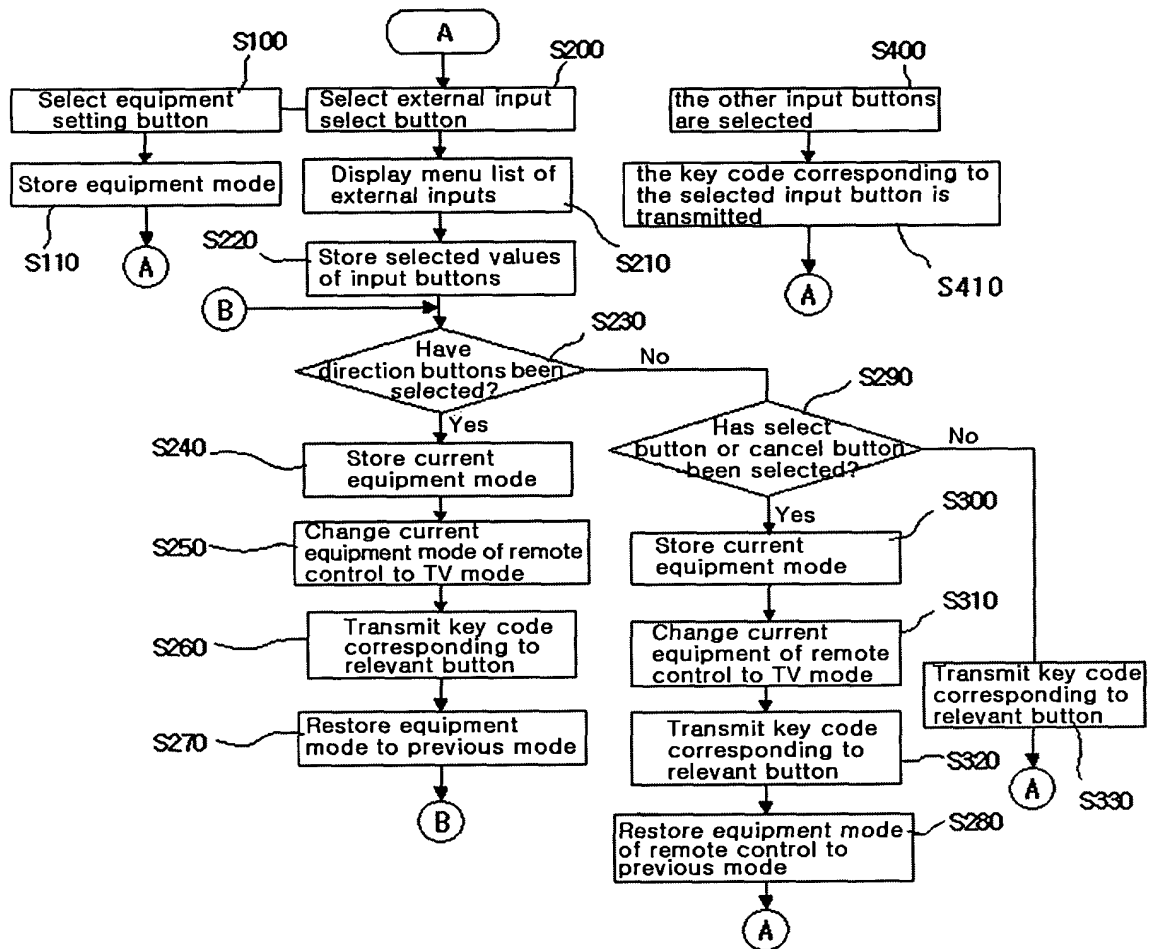 A
S100
S200
S400
Select equipment
setting button
Select external input
select button
the other input buttons
are selected
Store equipment mode
Display menu list of
external inputs
the key code corresponding to
the selected input button is
transmitted
S110
A
S220
S210
Store selected values
of input buttons
A
S410
B
S230
Have
direction buttons been
selected?
No
S290
Yes
Has select
button or cancel button
been selected?
No
S240
Store current
equipment mode
Yes
S300
S250
Change current
equipment mode of remote
control to TV mode
Store current
equipment mode
S310
S260
Transmit key code
corresponding to
relevant button
Change current
equipment of remote
control to TV mode
Transmit key code
corresponding to
relevant button
S270
Restore equipment
mode to previous mode
Transmit key code
corresponding to
relevant button
S320
A
S330
B
S280
Restore equipment mode
of remote control to
previous mode
A